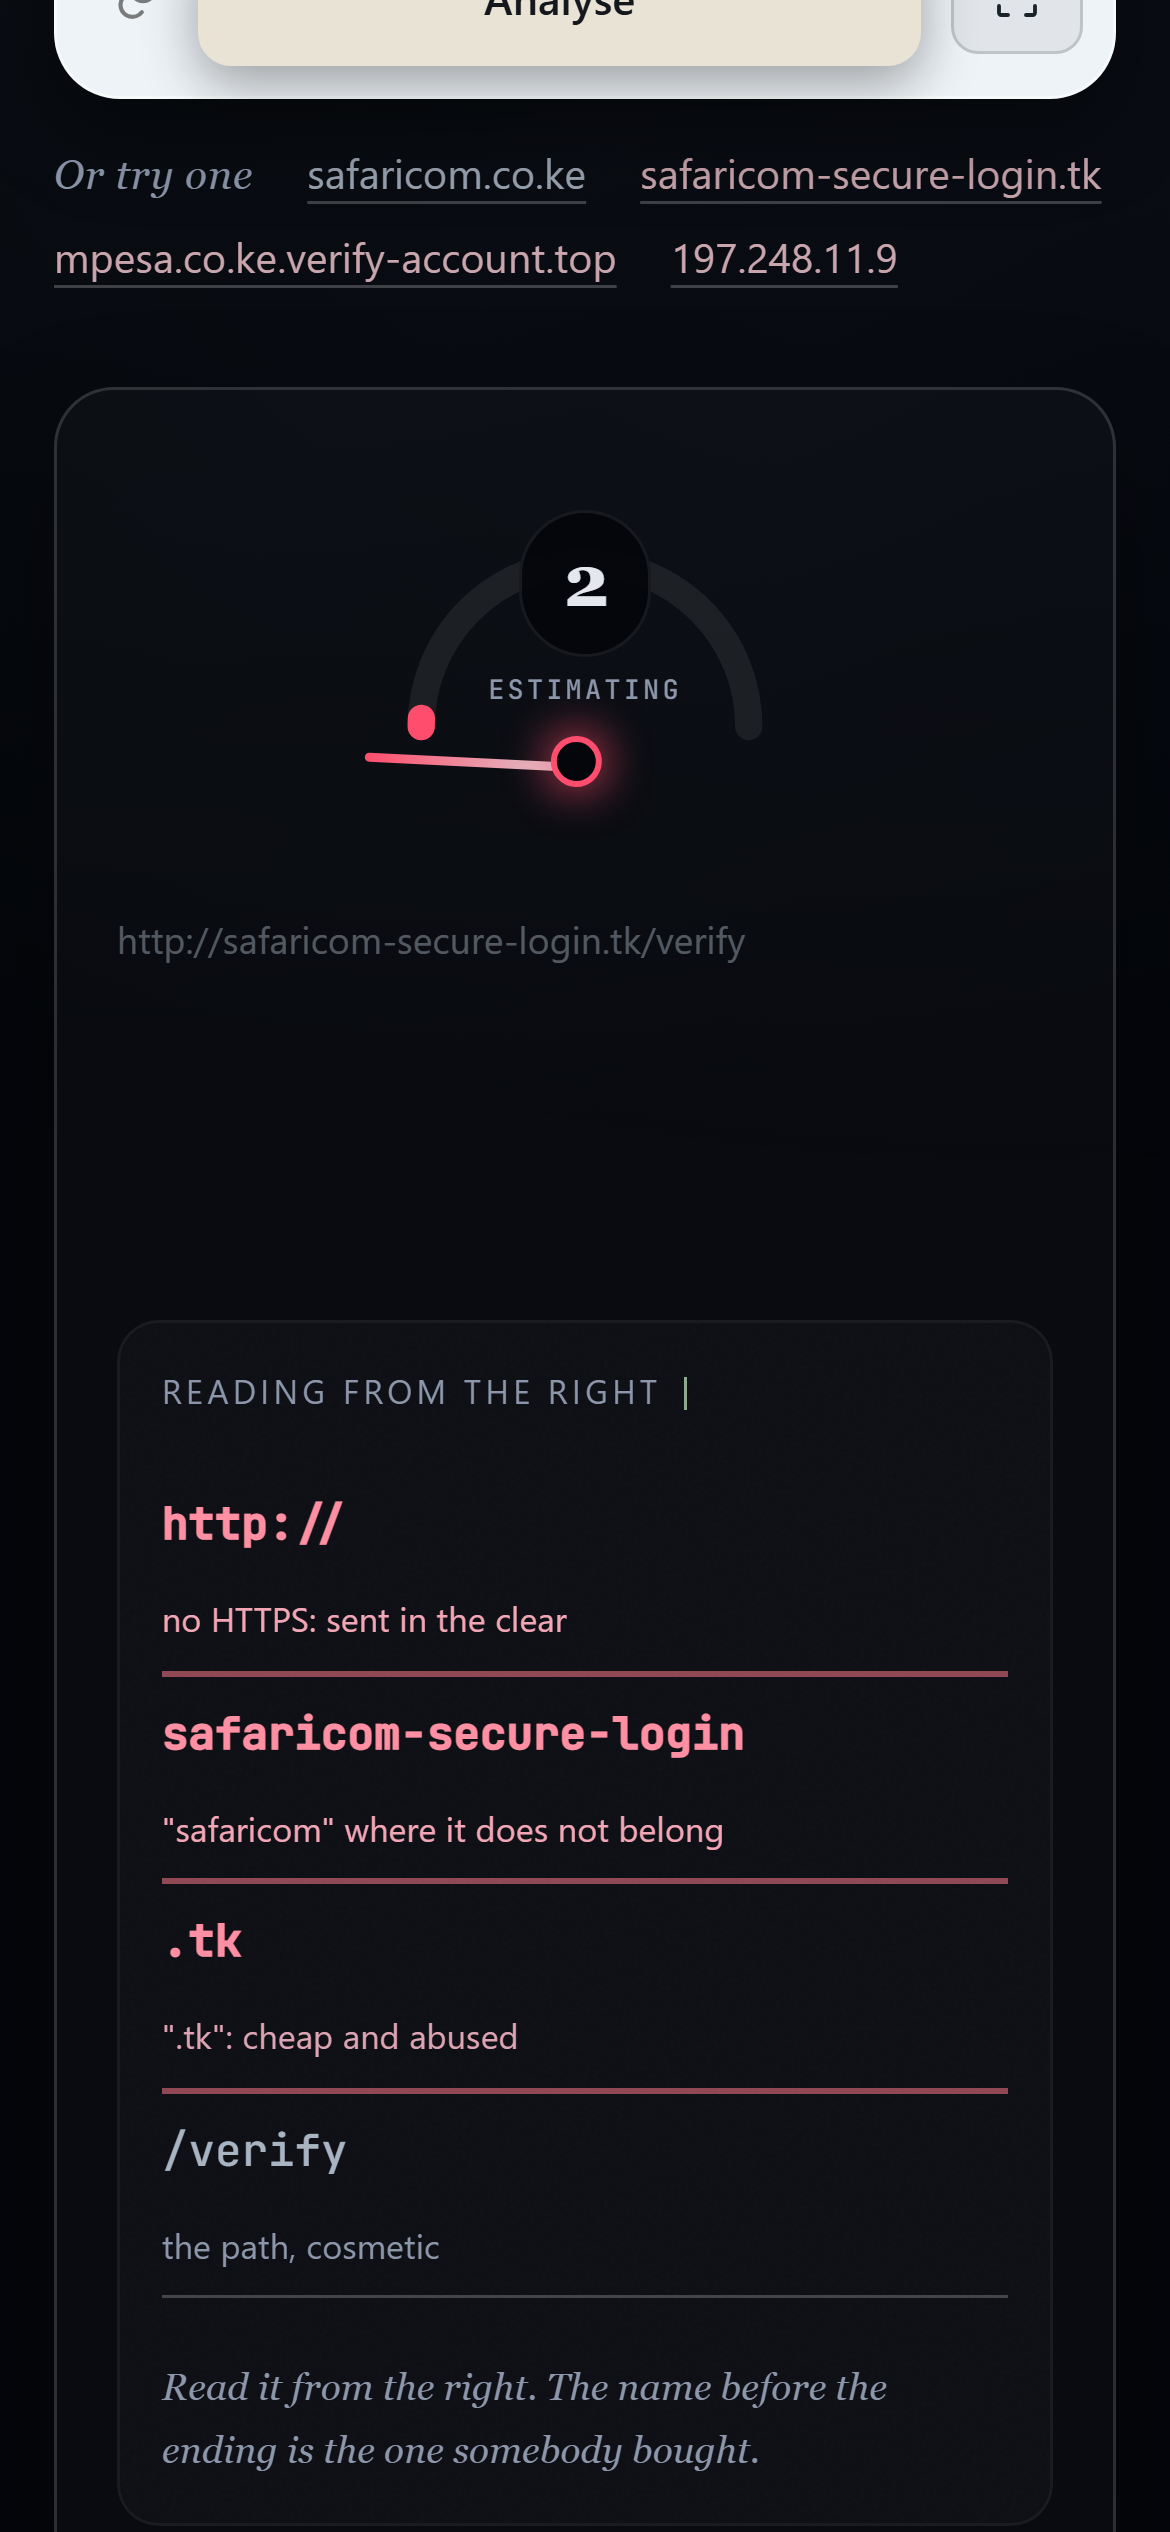 Analyse
Or try one safaricom.co.ke safaricom-secure-login.tk
mpesa.co.ke.verify-account.top 197.248.11.9
2
ESTIMATING
http://safaricom-secure-login.tk/verify
READING FROM THE RIGHT
http://
no HTTPS: sent in the clear
safaricom-secure-login
"safaricom" where it does not belong
.tk
".tk": cheap and abused
/verify
the path, cosmetic
Read it from the right. The name before the
ending is the one somebody bought.